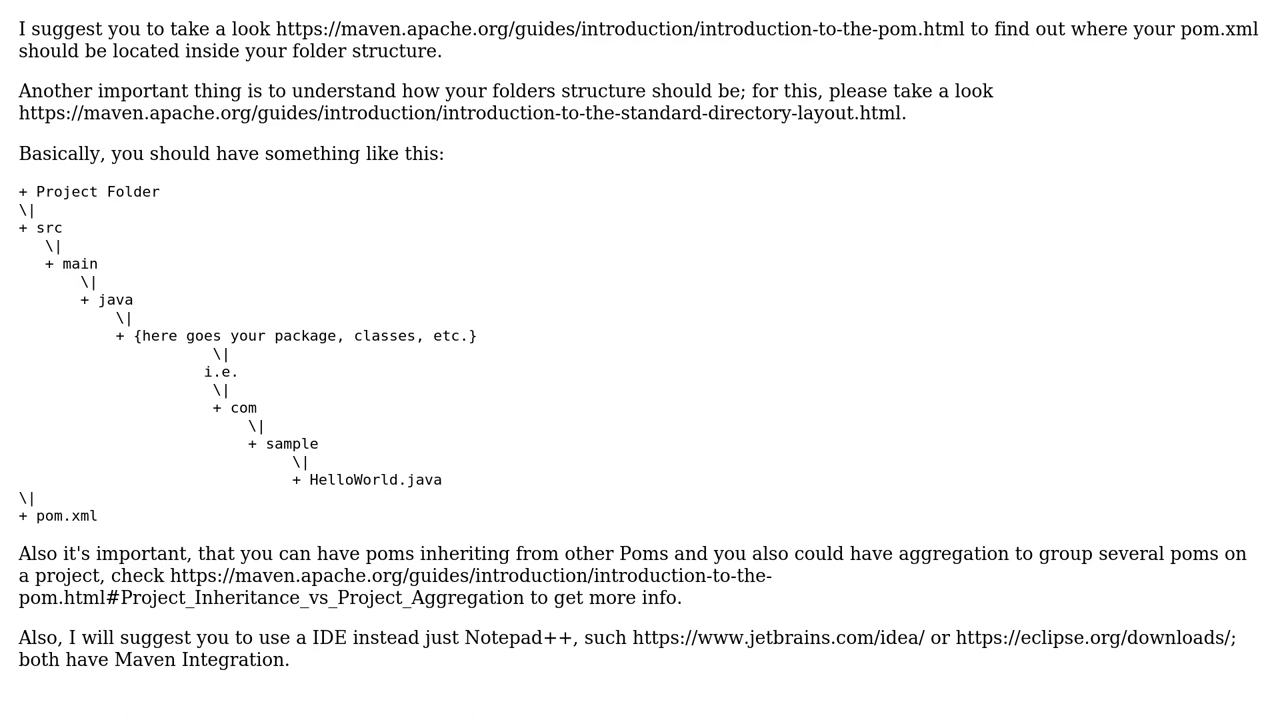 I suggest you to take a look https://maven.apache.org/guides/introduction/introduction-to-the-pom.html to find out where your pom.xml
should be located inside your folder structure.
Another important thing is to understand how your folders structure should be; for this, please take a look
https://maven.apache.org/guides/introduction/introduction-to-the-standard-directory-layout.html.
Basically, you should have something like this:
+ Project Folder
\|
+ src
   \|
   + main
       \|
       + java
           \|
           + {here goes your package, classes, etc.}
                      \|
                     i.e.
                      \|
                      + com
                          \|
                          + sample
                               \|
                               + HelloWorld.java
\|
+ pom.xml
Also it's important, that you can have poms inheriting from other Poms and you also could have aggregation to group several poms on
a project, check https://maven.apache.org/guides/introduction/introduction-to-the-
pom.html#Project_Inheritance_vs_Project_Aggregation to get more info.
Also, I will suggest you to use a IDE instead just Notepad++, such https://www.jetbrains.com/idea/ or https://eclipse.org/downloads/;
both have Maven Integration.